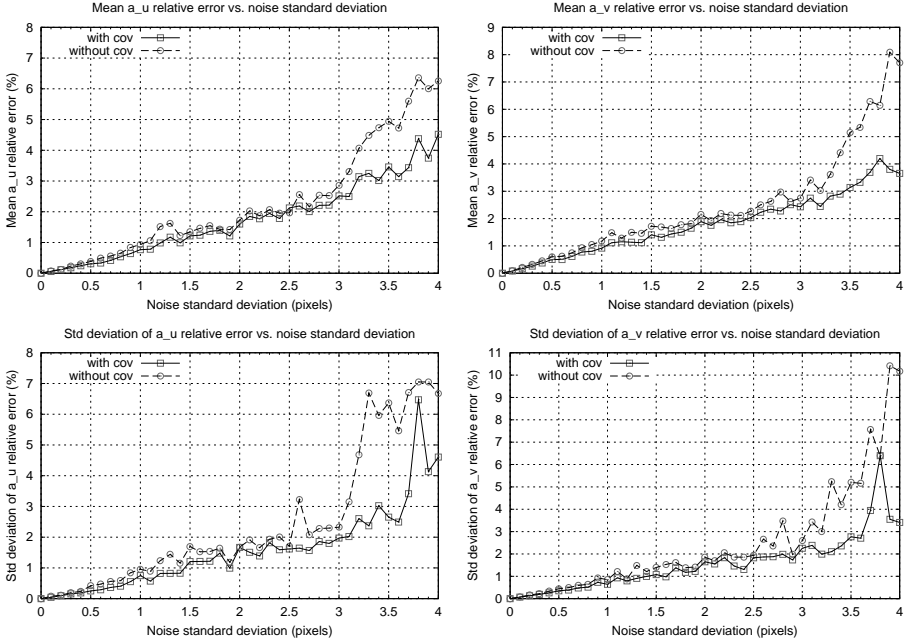 Mean a_u relative error vs. noise standard deviation
8
7
6
5
4
3
2
1
0
with cov
without cov
Mean a_u relative error (%)
0 0.5 1 1.5 2 2.5 3 3.5 4
Noise standard deviation (pixels)
Mean a_v relative error vs. noise standard deviation
9
8
7
6
5
4
3
2
1
0
with cov
without cov
Mean a_v relative error (%)
0 0.5 1 1.5 2 2.5 3 3.5 4
Noise standard deviation (pixels)
Std deviation of a_u relative error vs. noise standard deviation
8
7
6
5
4
3
2
1
0
with cov
without cov
Std deviation of a_u relative error (%)
0 0.5 1 1.5 2 2.5 3 3.5 4
Noise standard deviation (pixels)
Std deviation of a_v relative error vs. noise standard deviation
11
10
9
8
7
6
5
4
3
2
1
0
with cov
without cov
Std deviation of a_v relative error (%)
0 0.5 1 1.5 2 2.5 3 3.5 4
Noise standard deviation (pixels)